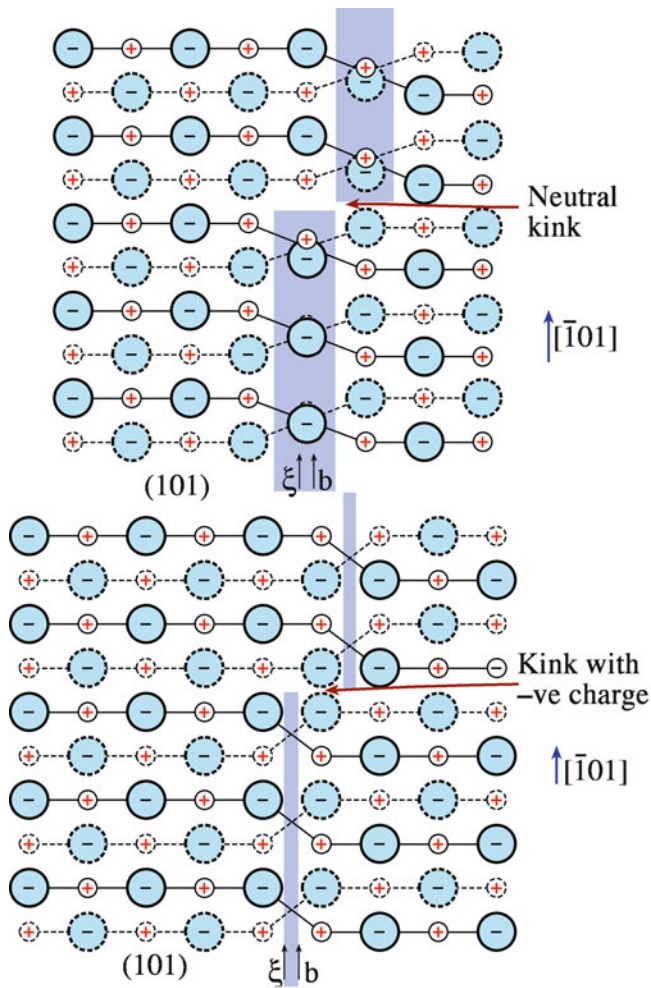 Neutral
kink
[1̄01]
(101)
ξ b
Kink with
–ve charge
[1̄01]
(101)
ξ b